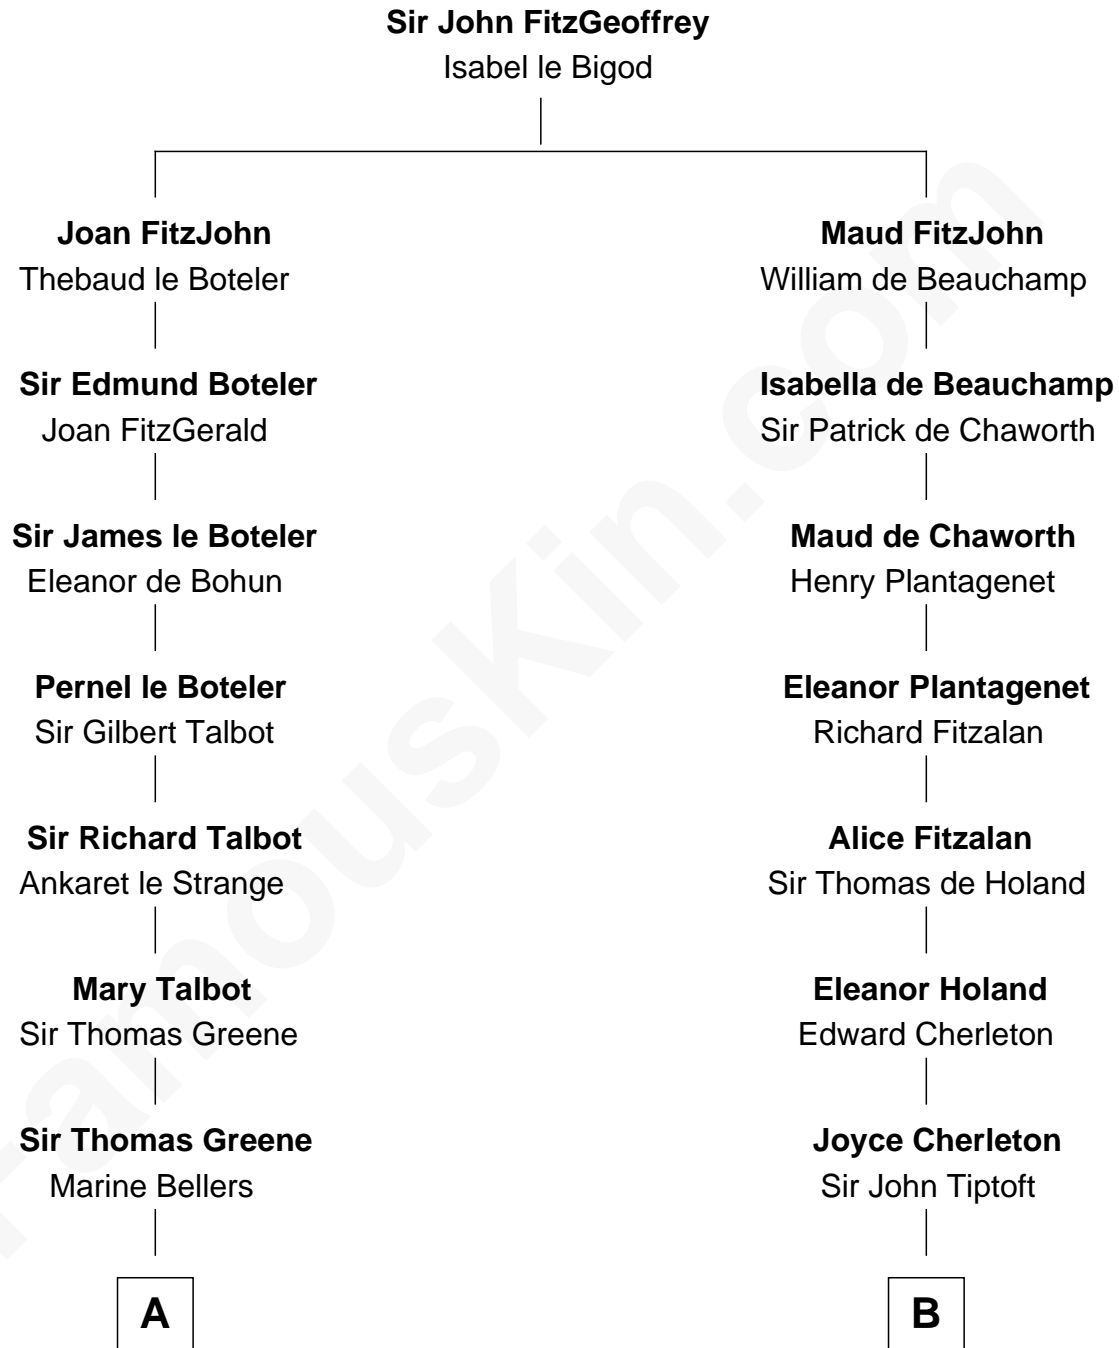 Sir John FitzGeoffrey
Isabel le Bigod
Joan FitzJohn
Thebaud le Boteler
Maud FitzJohn
William de Beauchamp
Sir Edmund Boteler
Joan FitzGerald
Isabella de Beauchamp
Sir Patrick de Chaworth
Sir James le Boteler
Eleanor de Bohun
Maud de Chaworth
Henry Plantagenet
Pernel le Boteler
Sir Gilbert Talbot
Eleanor Plantagenet
Richard Fitzalan
Sir Richard Talbot
Ankaret le Strange
Alice Fitzalan
Sir Thomas de Holand
Mary Talbot
Sir Thomas Greene
Eleanor Holand
Edward Cherleton
Sir Thomas Greene
Marine Bellers
Joyce Cherleton
Sir John Tiptoft
A
B
FamousKin.com